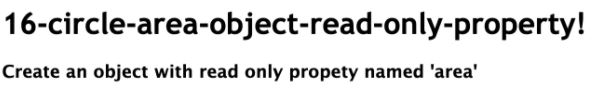 16-circle-area-object-read-only-property!
Create an object with read only propety named 'area'